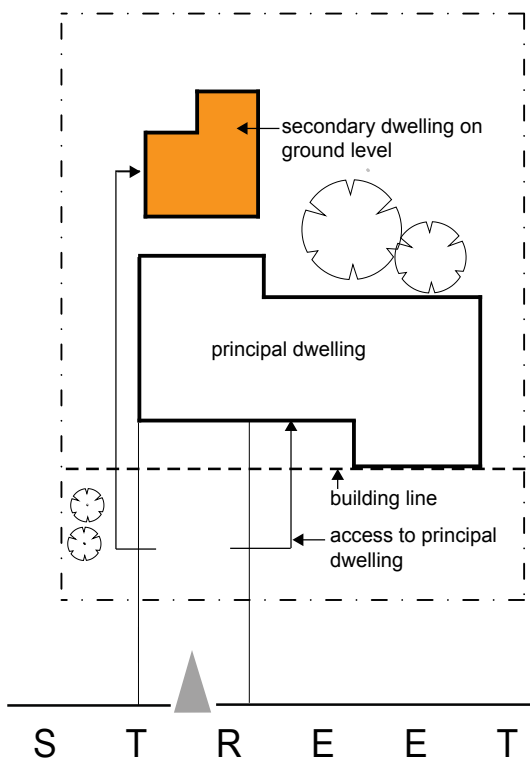 secondary dwelling on
ground level
principal dwelling
building line
access to principal
dwelling
S T R E E T